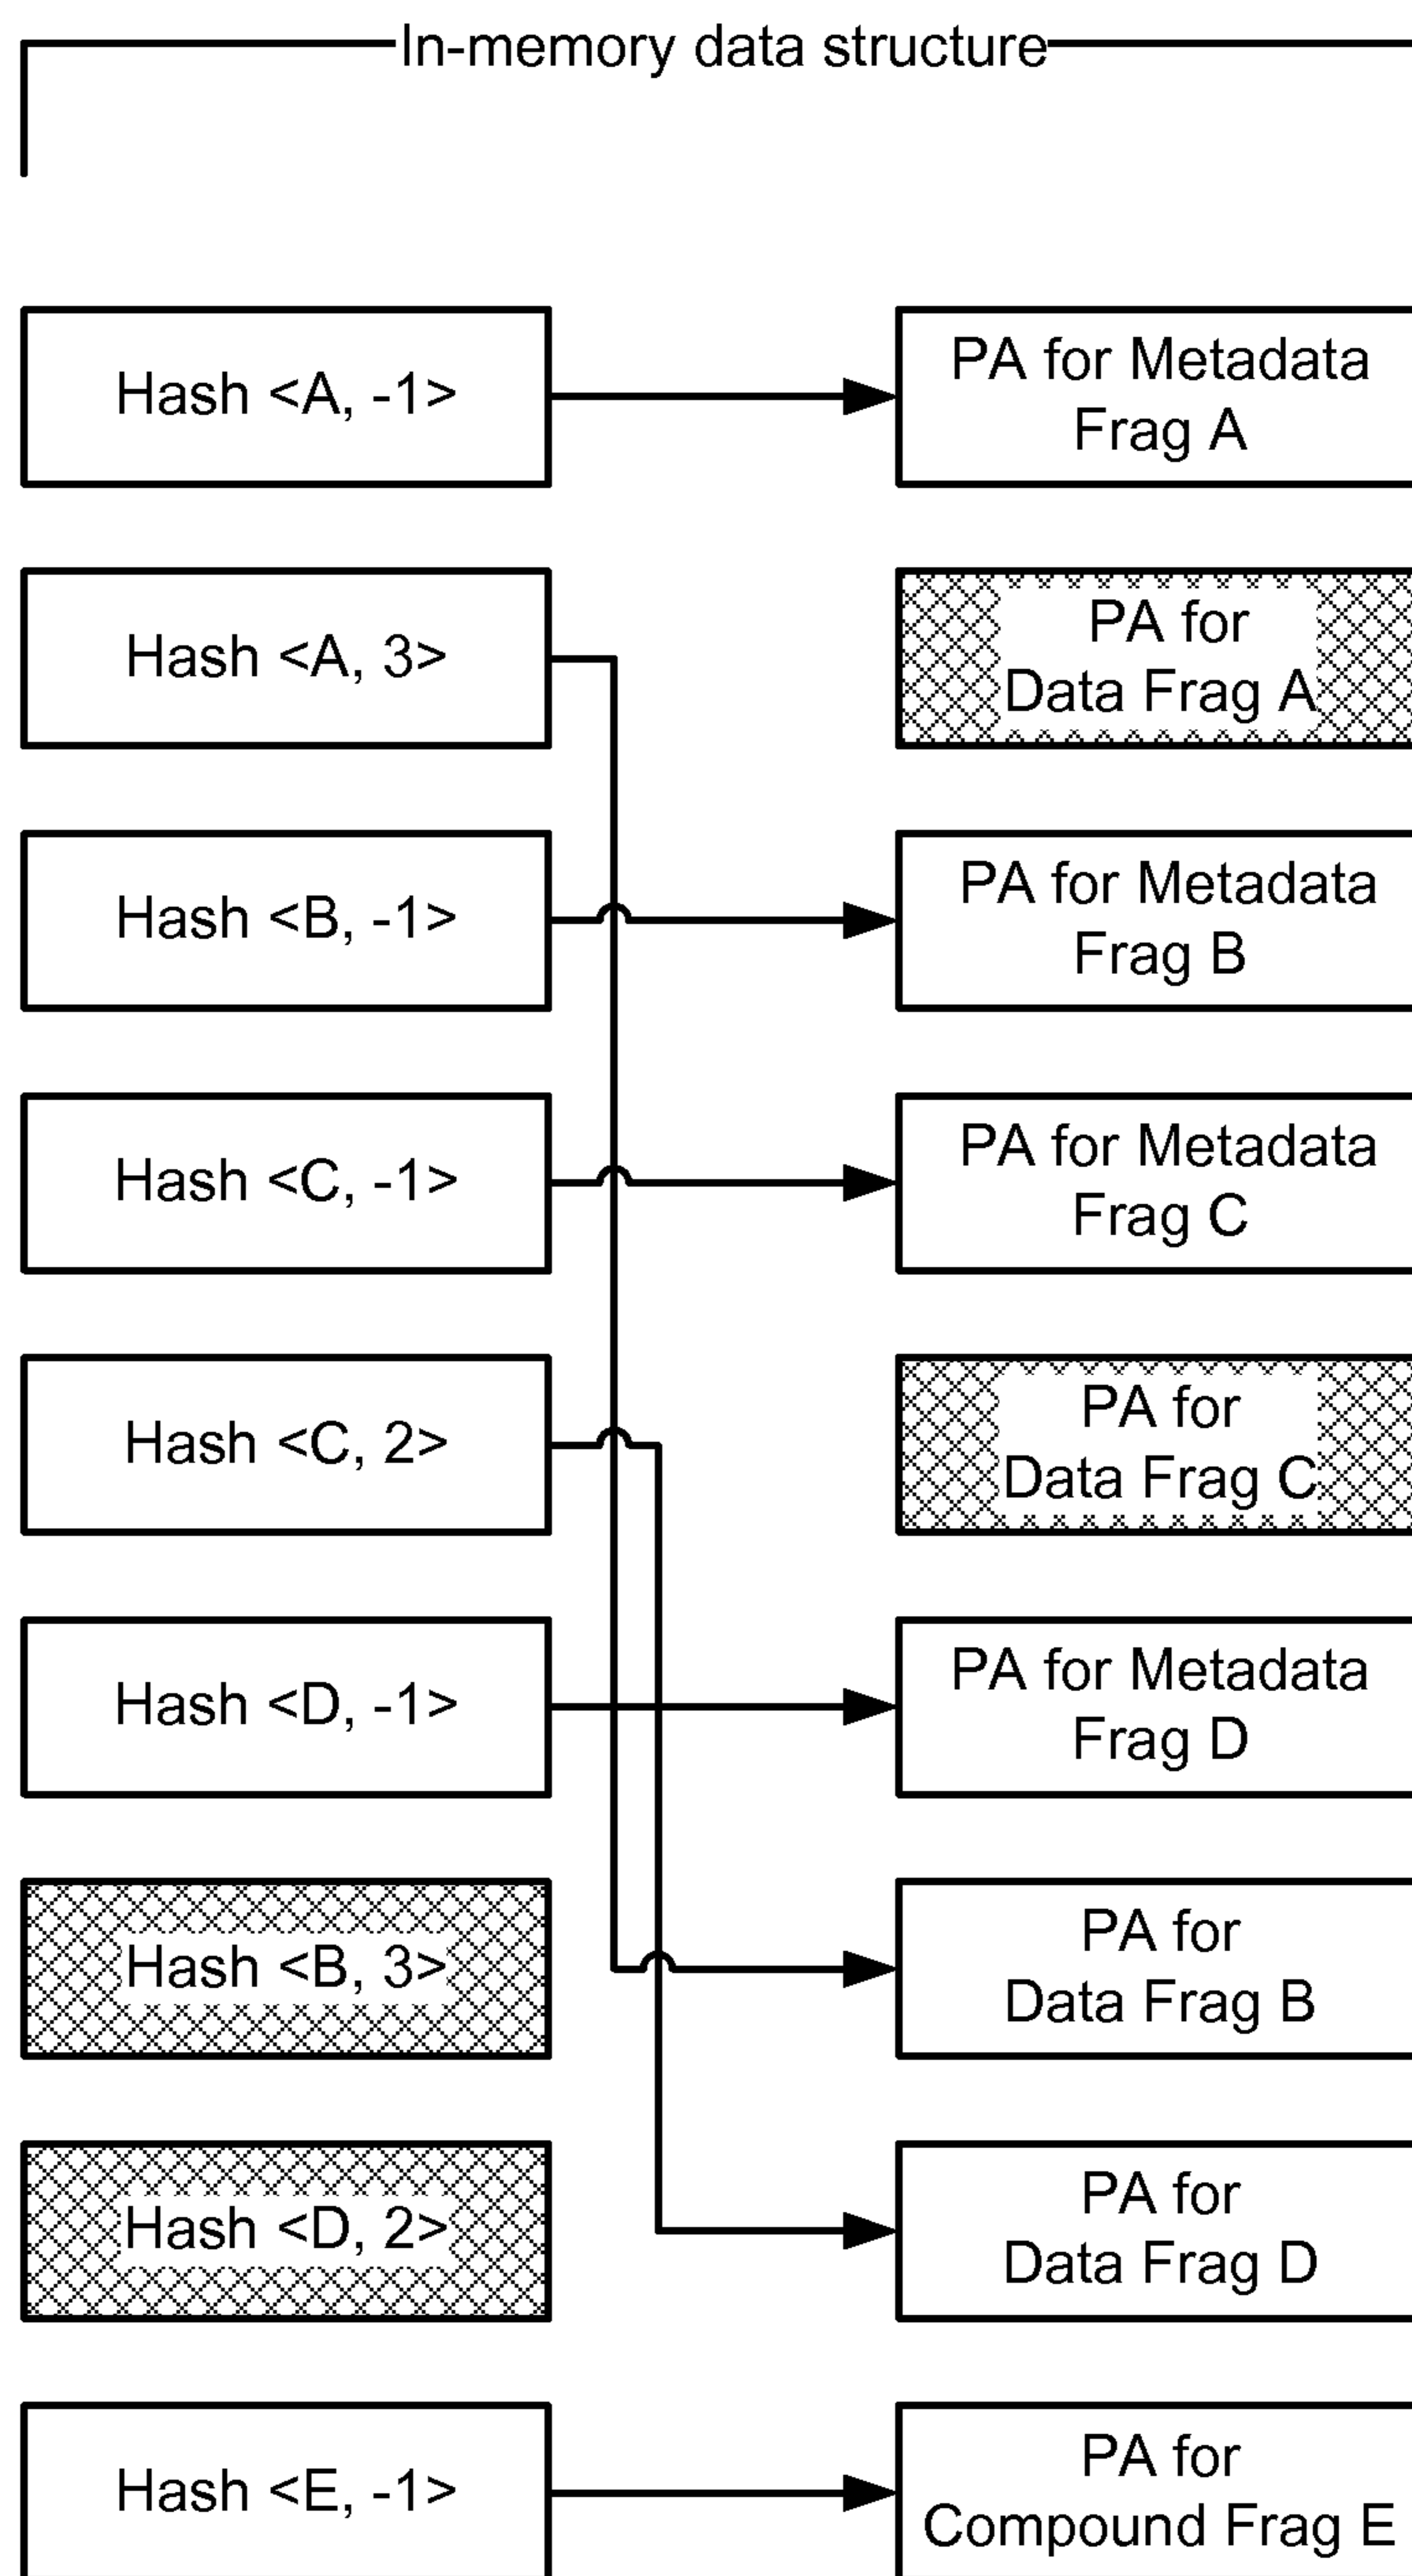 In-memory data structure
Hash <A, -1>
PA for Metadata
Frag A
Hash <A, 3>
PA for
Data Frag A
Hash <B, -1>
PA for Metadata
Frag B
Hash <C, -1>
PA for Metadata
Frag C
Hash <C, 2>
PA for
Data Frag C
Hash <D, -1>
PA for Metadata
Frag D
Hash <B, 3>
PA for
Data Frag B
Hash <D, 2>
PA for
Data Frag D
Hash <E, -1>
PA for
Compound Frag E